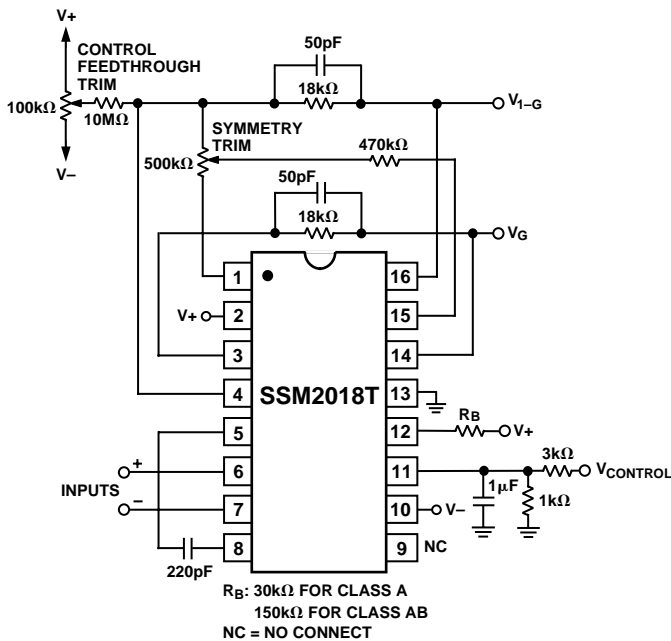 V+
CONTROL
FEEDTHROUGH
TRIM
100kΩ
10MΩ
V–
50pF
18kΩ
V1–G
SYMMETRY
TRIM
500kΩ
470kΩ
50pF
18kΩ
VG
1
16
V+
2
15
3
14
SSM2018T
4
13
5
12
RB
V+
+
6
11
3kΩ
VCONTROL
INPUTS
–
7
10
V–
1µF
1kΩ
8
9
NC
220pF
RB: 30kΩ FOR CLASS A
150kΩ FOR CLASS AB
NC = NO CONNECT